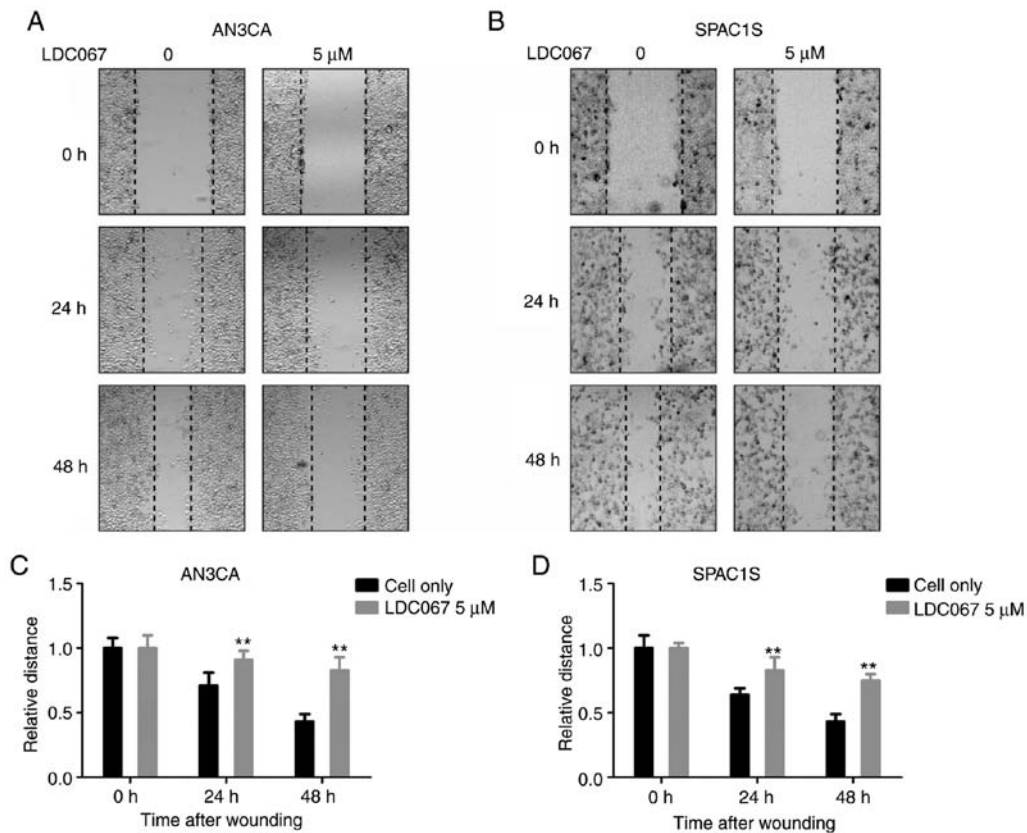 A
AN3CA
LDC067 0 5 μM
0 h
24 h
48 h
B
SPAC1S
LDC067 0 5 μM
0 h
24 h
48 h
C
AN3CA
Relative distance
1.5
1.0
0.5
0.0
** **
0 h 24 h 48 h
Time after wounding
Cell only
LDC067 5 μM
D
SPAC1S
Relative distance
1.5
1.0
0.5
0.0
** **
0 h 24 h 48 h
Time after wounding
Cell only
LDC067 5 μM